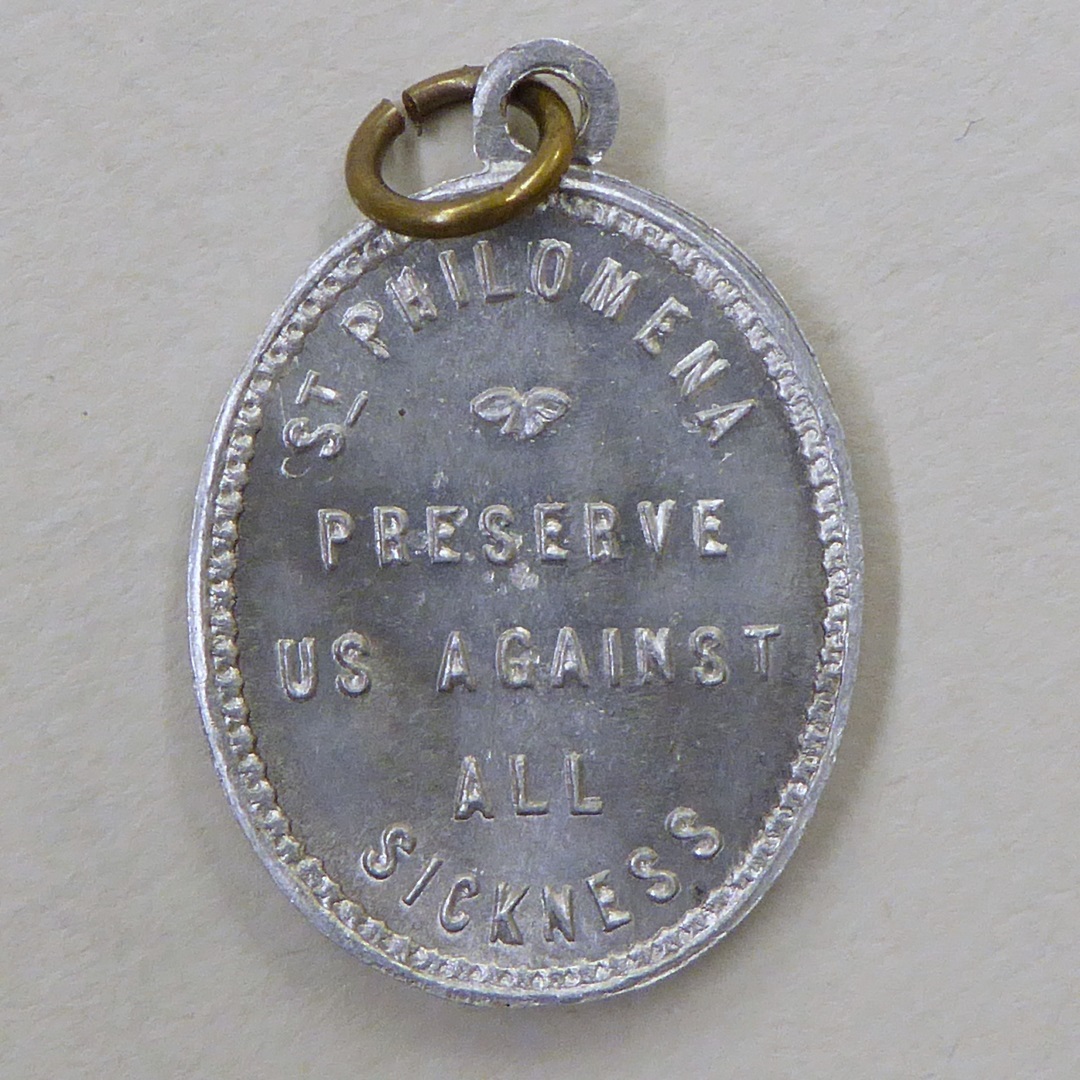 ST PHILOMENA
PRESERVE
US AGAINST
ALL
SICKNESS